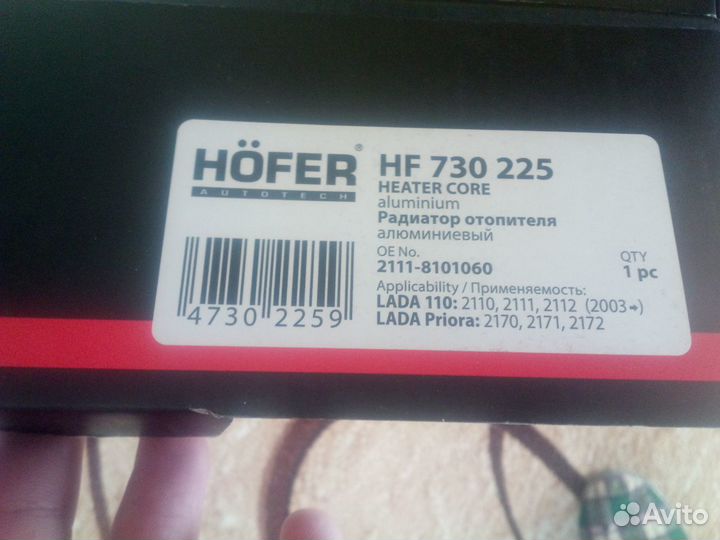 HÖFER®
AUTOTECH
HF 730 225
HEATER CORE
aluminium
Радиатор отопителя
алюминиевый
OE No.
2111-8101060
QTY
1 pc
Applicability / Применяемость:
LADA 110: 2110, 2111, 2112 (2003→)
LADA Priora: 2170, 2171, 2172
4730 2259
Avito